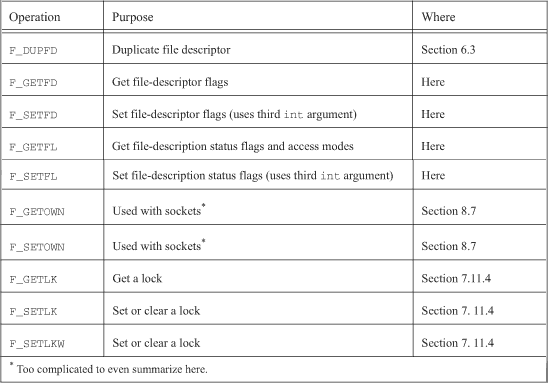 Operation Purpose Where
F_DUPFD Duplicate file descriptor Section 6.3
F_GETFD Get file-descriptor flags Here
F_SETFD Set file-descriptor flags (uses third int argument) Here
F_GETFL Get file-description status flags and access modes Here
F_SETFL Set file-description status flags (uses third int argument) Here
F_GETOWN Used with sockets* Section 8.7
F_SETOWN Used with sockets* Section 8.7
F_GETLK Get a lock Section 7.11.4
F_SETLK Set or clear a lock Section 7. 11.4
F_SETLKW Set or clear a lock Section 7. 11.4
* Too complicated to even summarize here.